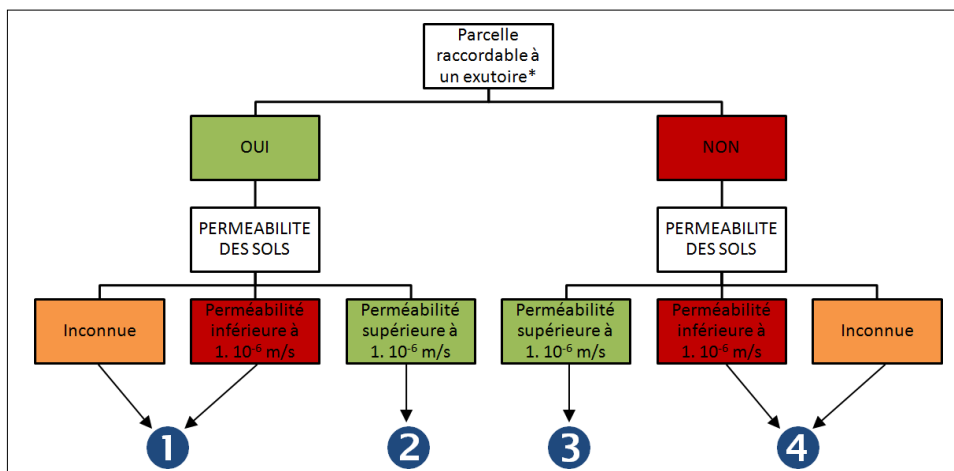 Parcelle
raccordable à
un exutoire*
OUI
NON
PERMEABILITE
DES SOLS
PERMEABILITE
DES SOLS
Inconnue
Perméabilité
inférieure à
1. 10⁻⁶ m/s
Perméabilité
supérieure à
1. 10⁻⁶ m/s
Perméabilité
supérieure à
1. 10⁻⁶ m/s
Perméabilité
inférieure à
1. 10⁻⁶ m/s
Inconnue
1
2
3
4